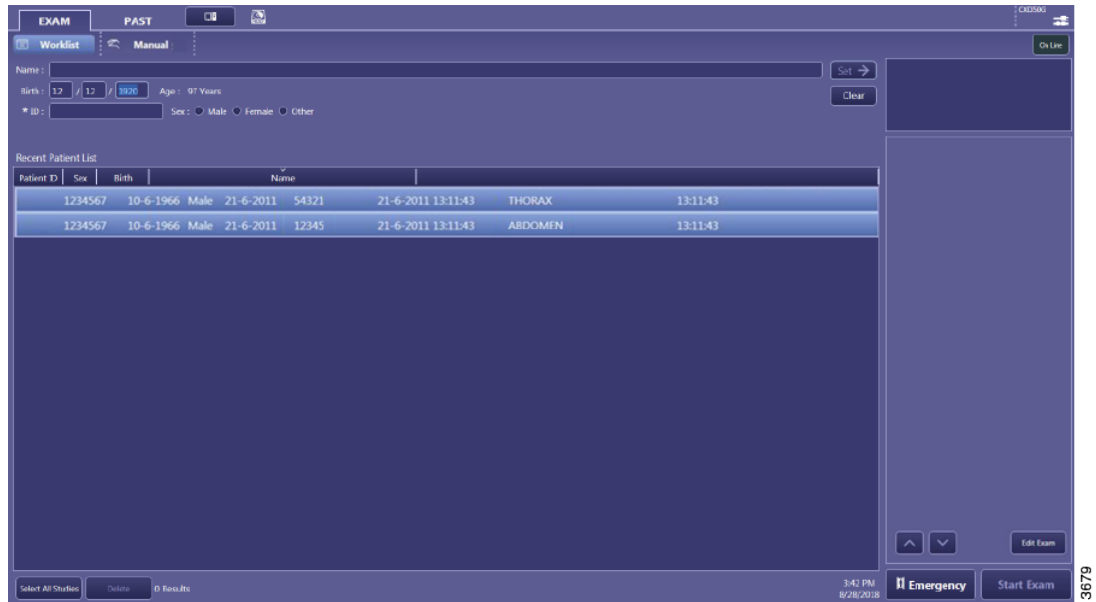 EXAM PAST CXD50G
Worklist Manual On Line
Name : Set →
Birth : 12 / 12 / 1920 Age : 97 Years Clear
* ID : Sex : Male Female Other
Recent Patient List
Patient ID Sex Birth Name
1234567 10-6-1966 Male 21-6-2011 54321 21-6-2011 13:11:43 THORAX 13:11:43
1234567 10-6-1966 Male 21-6-2011 12345 21-6-2011 13:11:43 ABDOMEN 13:11:43
Edit Exam
Select All Studies Delete 0 Results 3:42 PM Emergency Start Exam
8/28/2018
3679